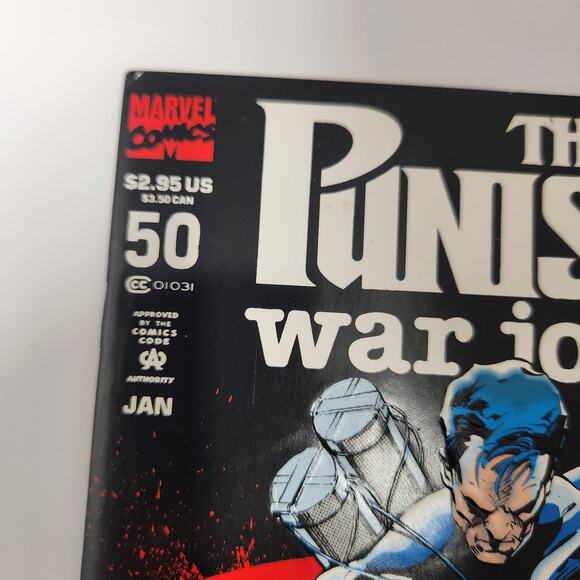 MARVEL
COMICS
$2.95 US
$3.50 CAN
50
CC 01031
APPROVED
BY THE
COMICS
CODE
CA
AUTHORITY
JAN
TH
PUNIS
war jo